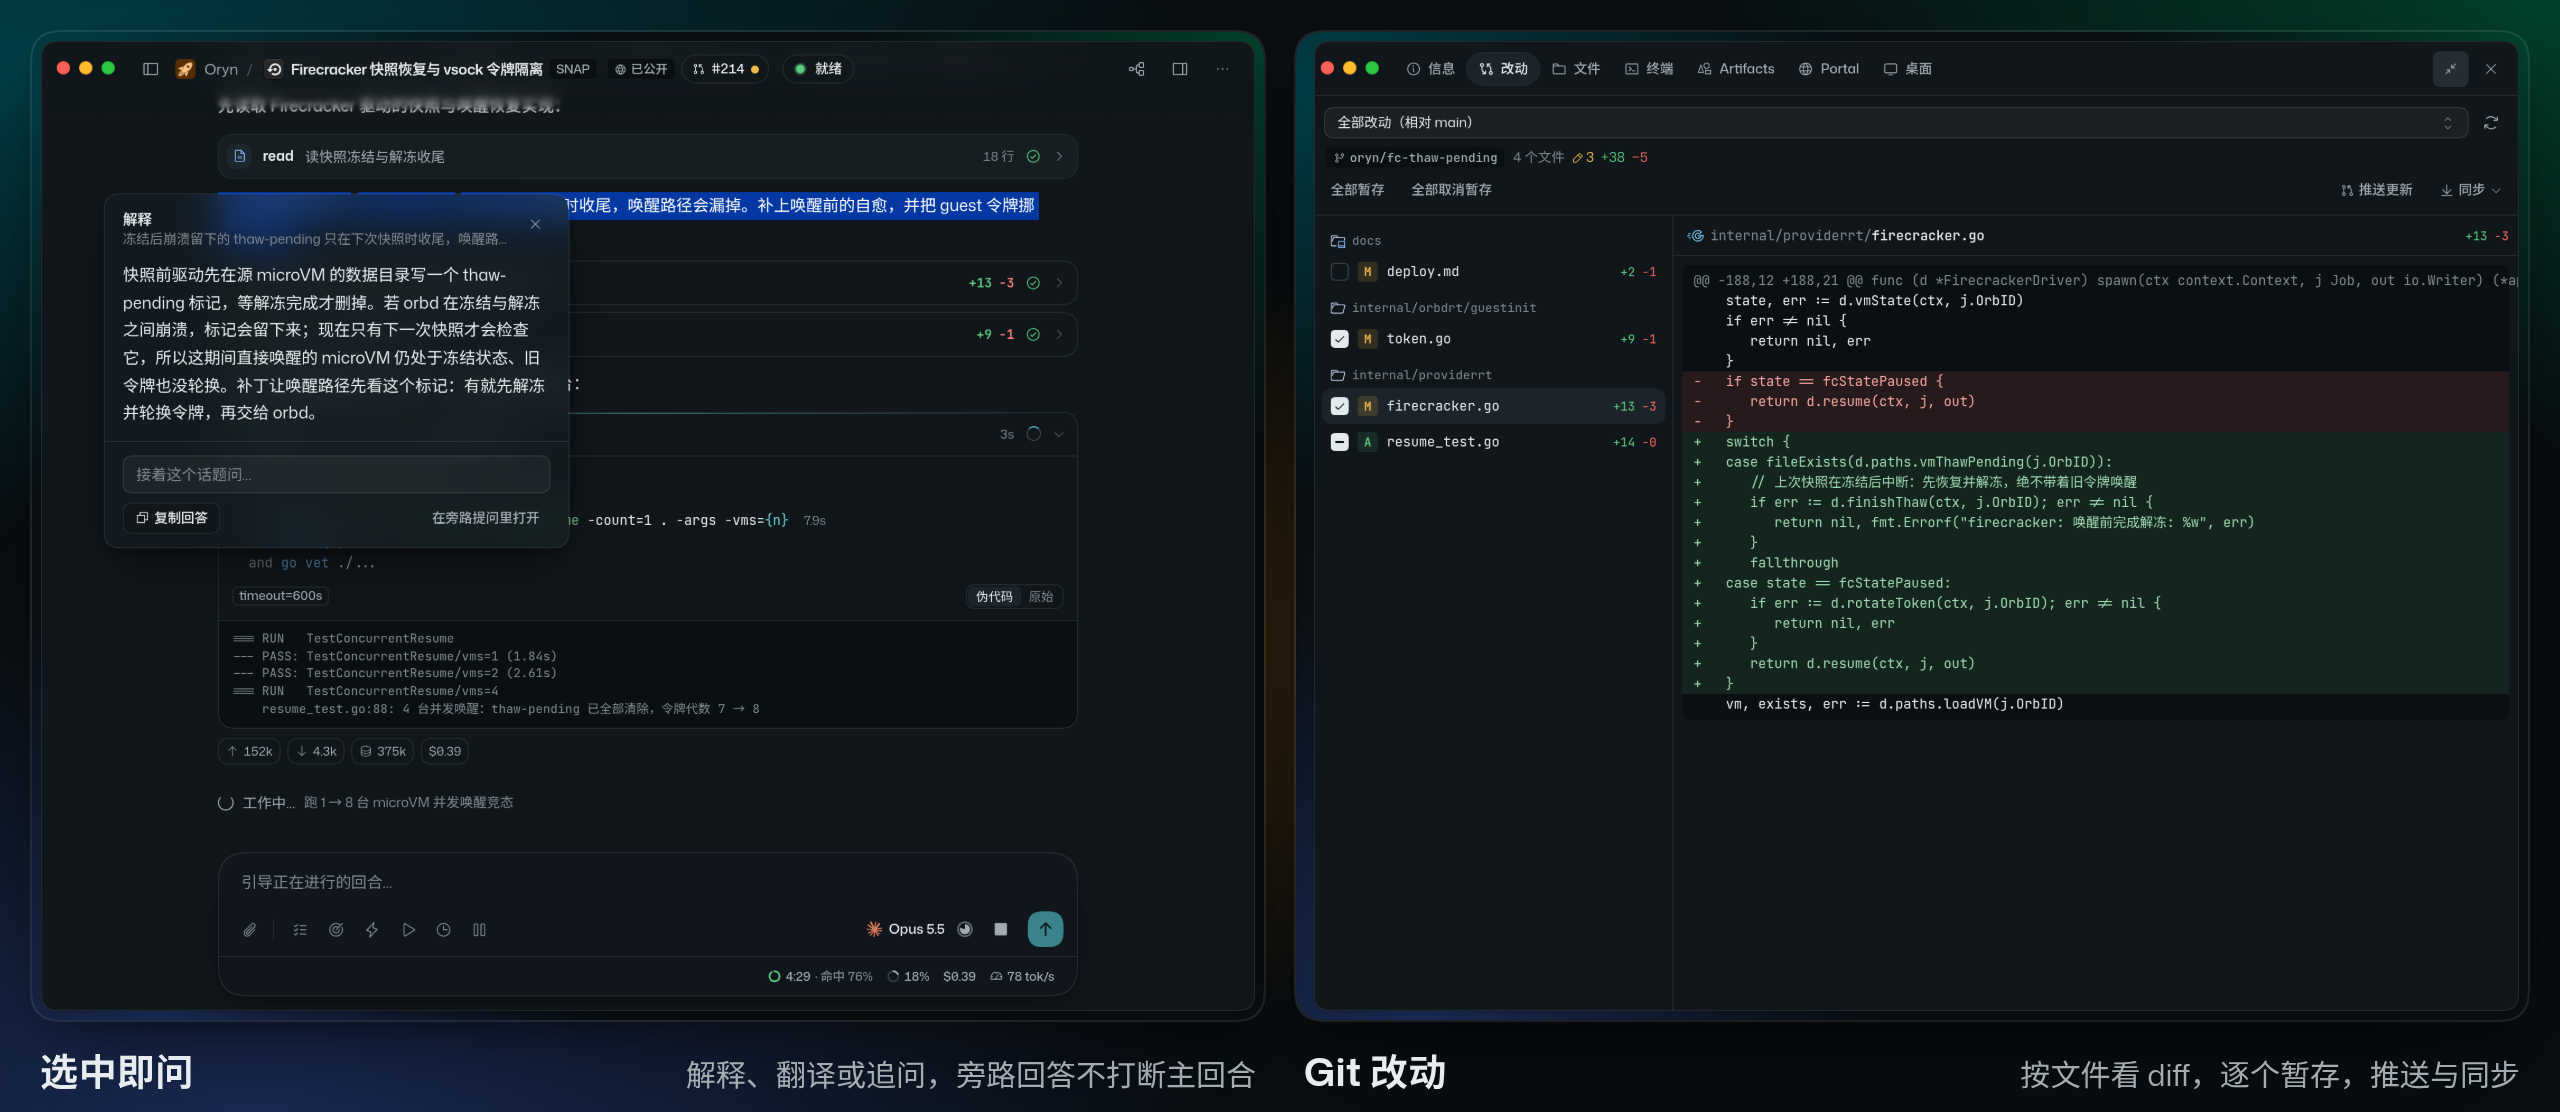 Oryn / Firecracker 快照恢复与 vsock 令牌隔离 SNAP 已公开 #214 就绪
先读取 Firecracker 驱动的快照与唤醒恢复实现：
read 读快照冻结与解冻收尾 18 行
时收尾，唤醒路径会漏掉。补上唤醒前的自愈，并把 guest 令牌挪
解释
冻结后崩溃留下的 thaw-pending 只在下次快照时收尾，唤醒路...
快照前驱动先在源 microVM 的数据目录写一个 thaw-
pending 标记，等解冻完成才删掉。若 orbd 在冻结与解冻
之间崩溃，标记会留下来；现在只有下一次快照才会检查
它，所以这期间直接唤醒的 microVM 仍处于冻结状态、旧
令牌也没轮换。补丁让唤醒路径先看这个标记：有就先解冻
并轮换令牌，再交给 orbd。
接着这个话题问...
复制回答 在旁路提问里打开
+13 -3
+9 -1
3s
-count=1 . -args -vms={n} 7.9s
and go vet ./...
timeout=600s 伪代码 原始
=== RUN TestConcurrentResume
--- PASS: TestConcurrentResume/vms=1 (1.84s)
--- PASS: TestConcurrentResume/vms=2 (2.61s)
=== RUN TestConcurrentResume/vms=4
resume_test.go:88: 4 台并发唤醒：thaw-pending 已全部清除，令牌代数 7 → 8
↑ 152k ↓ 4.3k 375k $0.39
工作中... 跑 1→8 台 microVM 并发唤醒竞态
引导正在进行的回合...
Opus 5.5
4:29 · 命中 76% 18% $0.39 78 tok/s
选中即问
解释、翻译或追问，旁路回答不打断主回合
信息 改动 文件 终端 Artifacts Portal 桌面
全部改动（相对 main）
oryn/fc-thaw-pending 4 个文件 3 +38 −5
全部暂存 全部取消暂存 推送更新 同步
docs
M deploy.md +2 -1
internal/orbdrt/guestinit
M token.go +9 -1
internal/providerrt
M firecracker.go +13 -3
A resume_test.go +14 -0
internal/providerrt/firecracker.go +13 -3
@@ -188,12 +188,21 @@ func (d *FirecrackerDriver) spawn(ctx context.Context, j Job, out io.Writer) (*a
state, err := d.vmState(ctx, j.OrbID)
if err != nil {
return nil, err
}
- if state == fcStatePaused {
- return d.resume(ctx, j, out)
- }
+ switch {
+ case fileExists(d.paths.vmThawPending(j.OrbID)):
+ // 上次快照在冻结后中断：先恢复并解冻，绝不带着旧令牌唤醒
+ if err := d.finishThaw(ctx, j.OrbID); err != nil {
+ return nil, fmt.Errorf("firecracker: 唤醒前完成解冻: %w", err)
+ }
+ fallthrough
+ case state == fcStatePaused:
+ if err := d.rotateToken(ctx, j.OrbID); err != nil {
+ return nil, err
+ }
+ return d.resume(ctx, j, out)
+ }
vm, exists, err := d.paths.loadVM(j.OrbID)
Git 改动
按文件看 diff，逐个暂存，推送与同步